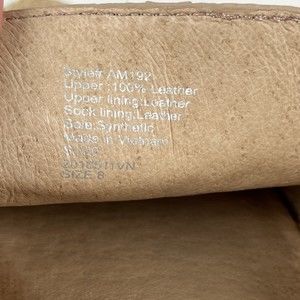 Style# AM192
Upper :100% Leather
Upper lining:Leather
Sock lining:Leather
Sole:Synthetic
Made in Vietnam
SIZE 8